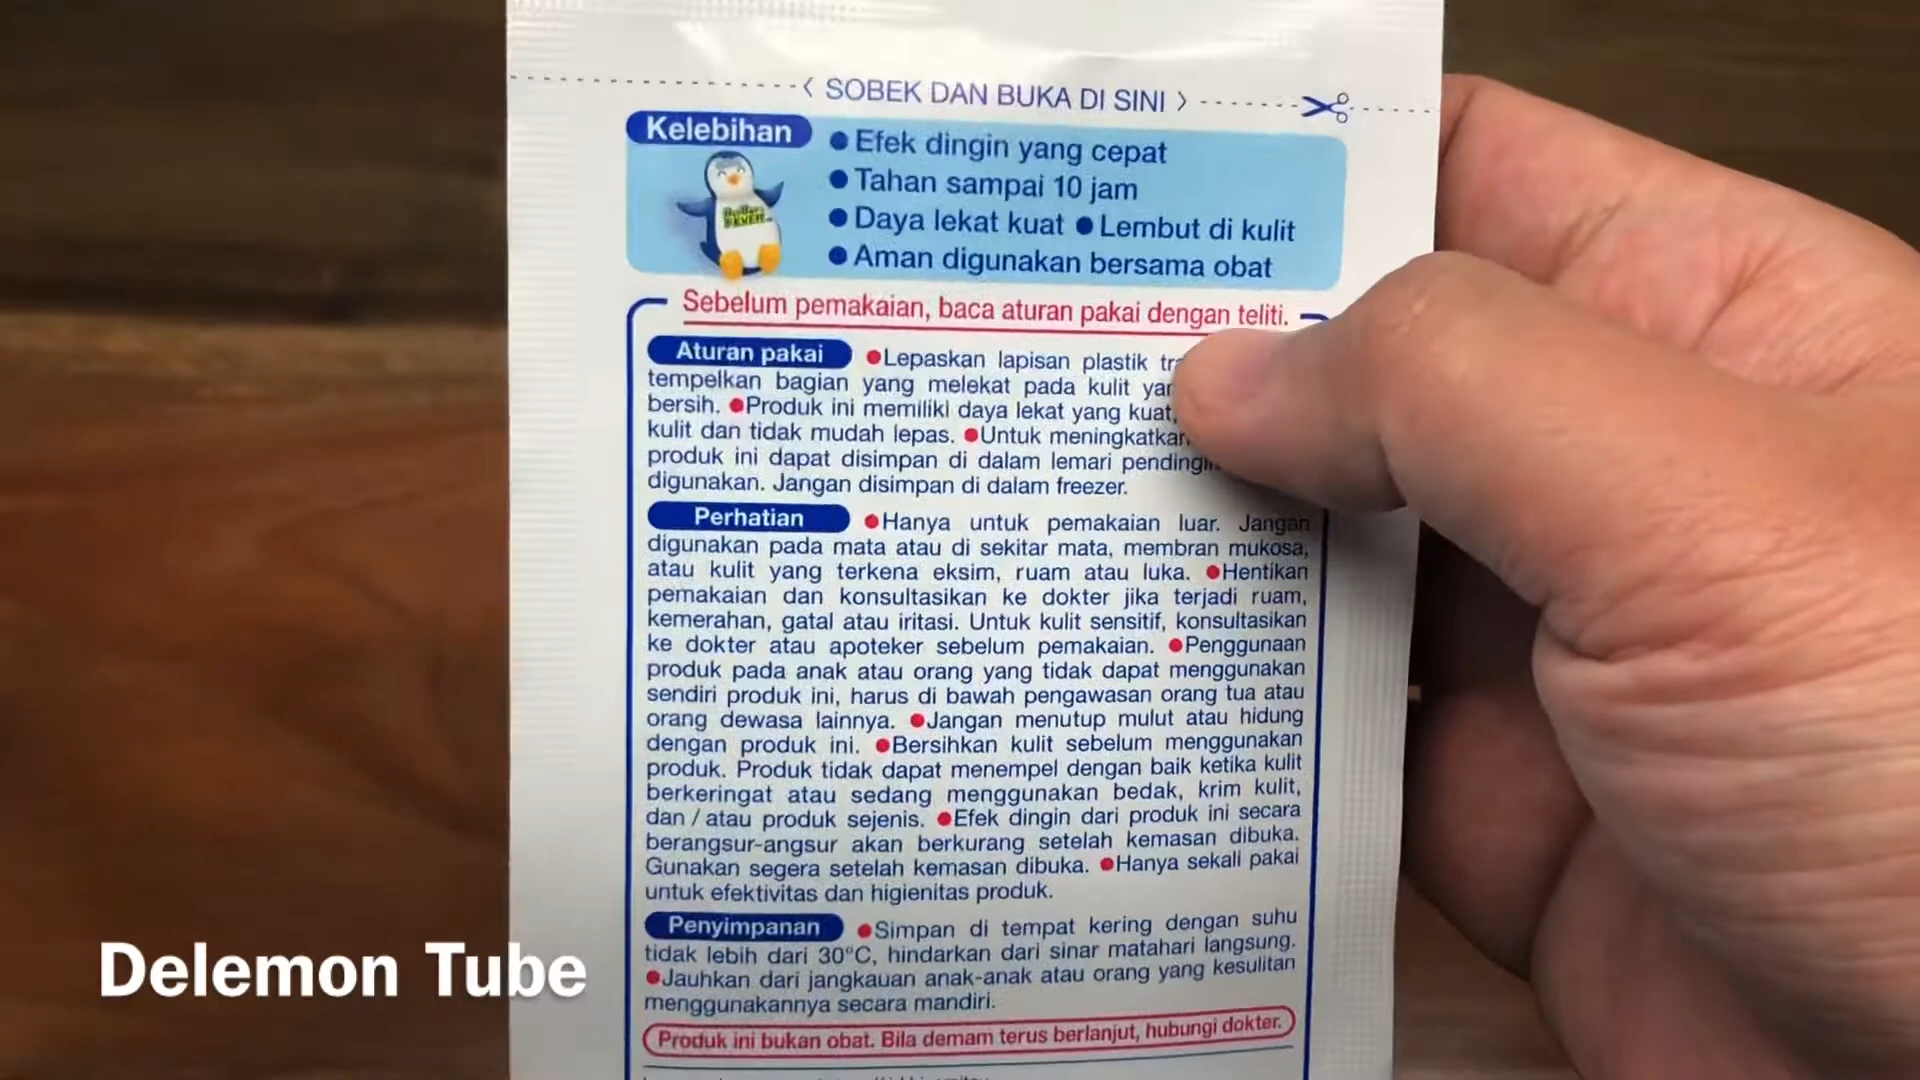 < SOBEK DAN BUKA DI SINI >
Kelebihan
● Efek dingin yang cepat
● Tahan sampai 10 jam
● Daya lekat kuat ● Lembut di kulit
● Aman digunakan bersama obat
Sebelum pemakaian, baca aturan pakai dengan teliti.
Aturan pakai ●Lepaskan lapisan plastik
tempelkan bagian yang melekat pada kulit
bersih. ●Produk ini memiliki daya lekat yang kuat,
kulit dan tidak mudah lepas. ●Untuk meningkatkan
produk ini dapat disimpan di dalam lemari pendingin
digunakan. Jangan disimpan di dalam freezer.
Perhatian ●Hanya untuk pemakaian luar. Jangan
digunakan pada mata atau di sekitar mata, membran mukosa,
atau kulit yang terkena eksim, ruam atau luka. ●Hentikan
pemakaian dan konsultasikan ke dokter jika terjadi ruam,
kemerahan, gatal atau iritasi. Untuk kulit sensitif, konsultasikan
ke dokter atau apoteker sebelum pemakaian. ●Penggunaan
produk pada anak atau orang yang tidak dapat menggunakan
sendiri produk ini, harus di bawah pengawasan orang tua atau
orang dewasa lainnya. ●Jangan menutup mulut atau hidung
dengan produk ini. ●Bersihkan kulit sebelum menggunakan
produk. Produk tidak dapat menempel dengan baik ketika kulit
berkeringat atau sedang menggunakan bedak, krim kulit,
dan / atau produk sejenis. ●Efek dingin dari produk ini secara
berangsur-angsur akan berkurang setelah kemasan dibuka.
Gunakan segera setelah kemasan dibuka. ●Hanya sekali pakai
untuk efektivitas dan higienitas produk.
Penyimpanan ●Simpan di tempat kering dengan suhu
tidak lebih dari 30°C, hindarkan dari sinar matahari langsung.
●Jauhkan dari jangkauan anak-anak atau orang yang kesulitan
menggunakannya secara mandiri.
Produk ini bukan obat. Bila demam terus berlanjut, hubungi dokter.
Delemon Tube